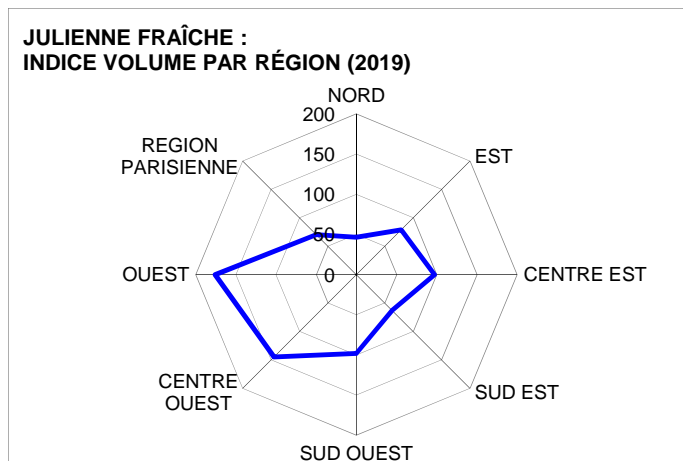 JULIENNE FRAÎCHE :
INDICE VOLUME PAR RÉGION (2019)
NORD
200
REGION
PARISIENNE
EST
150
100
50
OUEST
0
CENTRE EST
CENTRE
OUEST
SUD EST
SUD OUEST